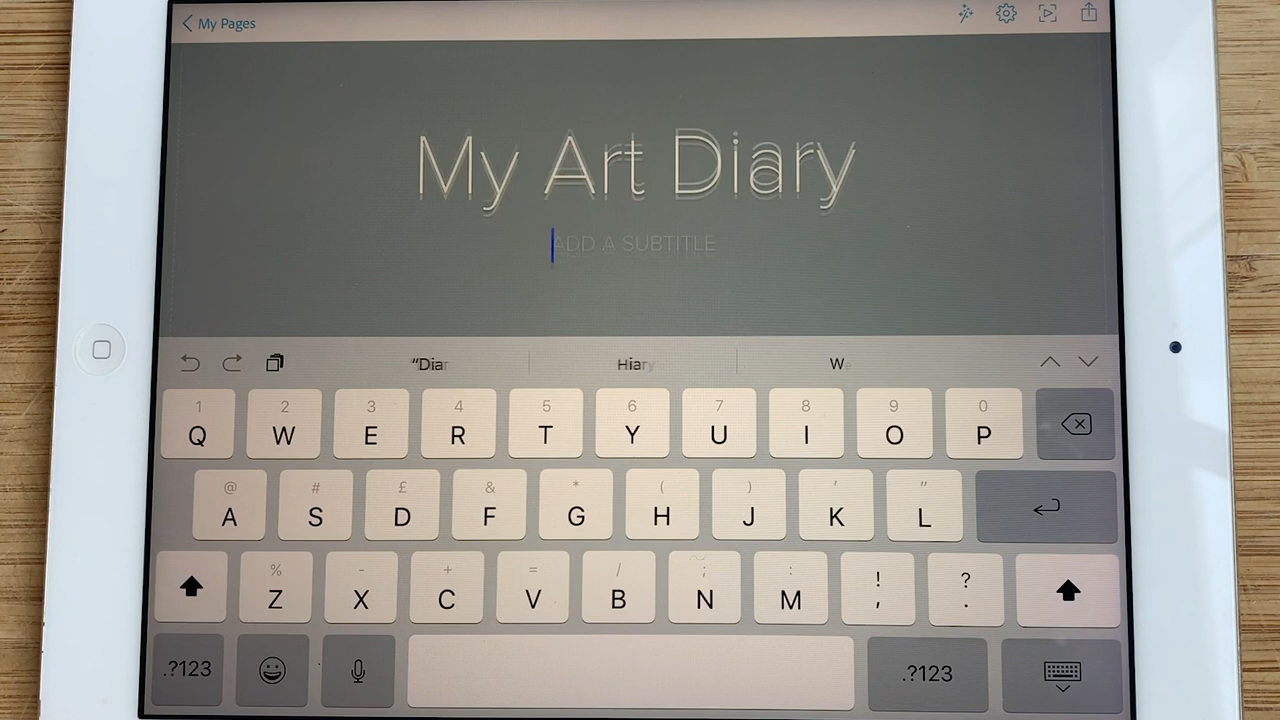 My Pages
My Art Diary
ADD A SUBTITLE
"Diar Hiary W
1 2 3 4 5 6 7 8 9 0
Q W E R T Y U I O P
@ # £ & * ( ) ' "
A S D F G H J K L
% - + = / ; : ! ?
Z X C V B N M , .
.?123 .?123